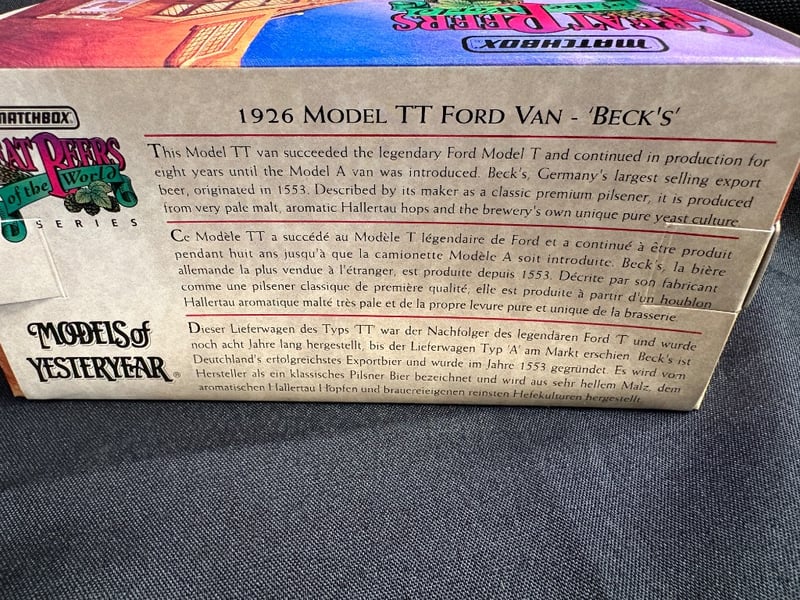 GREAT BEERS
of the World
MATCHBOX
MATCHBOX
EAT BEERS
of the World
SERIES
MODELS of
YESTERYEAR®
1926 MODEL TT FORD VAN - 'BECK'S'
This Model TT van succeeded the legendary Ford Model T and continued in production for
eight years until the Model A van was introduced. Beck's, Germany's largest selling export
beer, originated in 1553. Described by its maker as a classic premium pilsener, it is produced
from very pale malt, aromatic Hallertau hops and the brewery's own unique pure yeast culture.
Ce Modèle TT a succédé au Modèle T légendaire de Ford et a continué à être produit
pendant huit ans jusqu'à que la camionette Modèle A soit introduite. Beck's, la bière
allemande la plus vendue à l'étranger, est produite depuis 1553. Décrite par son fabricant
comme une pilsener classique de première qualité, elle est produite à partir d'un houblon
Hallertau aromatique malté très pale et de la propre levure pure et unique de la brasserie.
Dieser Lieferwagen des Typs 'TT' war der Nachfolger des legendären Ford 'T' und wurde
noch acht Jahre lang hergestellt, bis der Lieferwagen Typ 'A' am Markt erschien. Beck's ist
Deutchland's erfolgreichstes Exportbier und wurde im Jahre 1553 gegründet. Es wird vom
Hersteller als ein klassisches Pilsner Bier bezeichnet und wird aus sehr hellem Malz, dem
aromatischen Hallertau Hopfen und brauereieigenen reinsten Hefekulturen hergestellt.